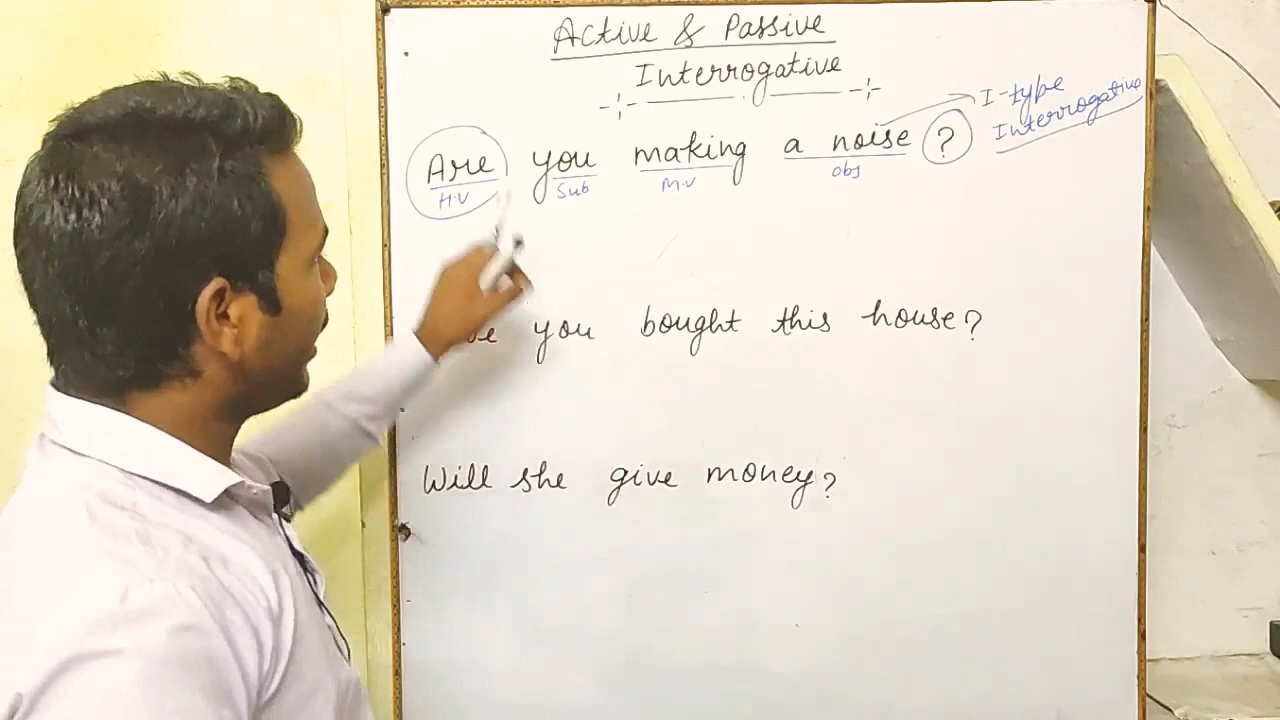 Active & Passive
Interrogative
I-type
Interrogative
Are you making a noise ?
H.V Sub M.V obj
you bought this house?
Will she give money?